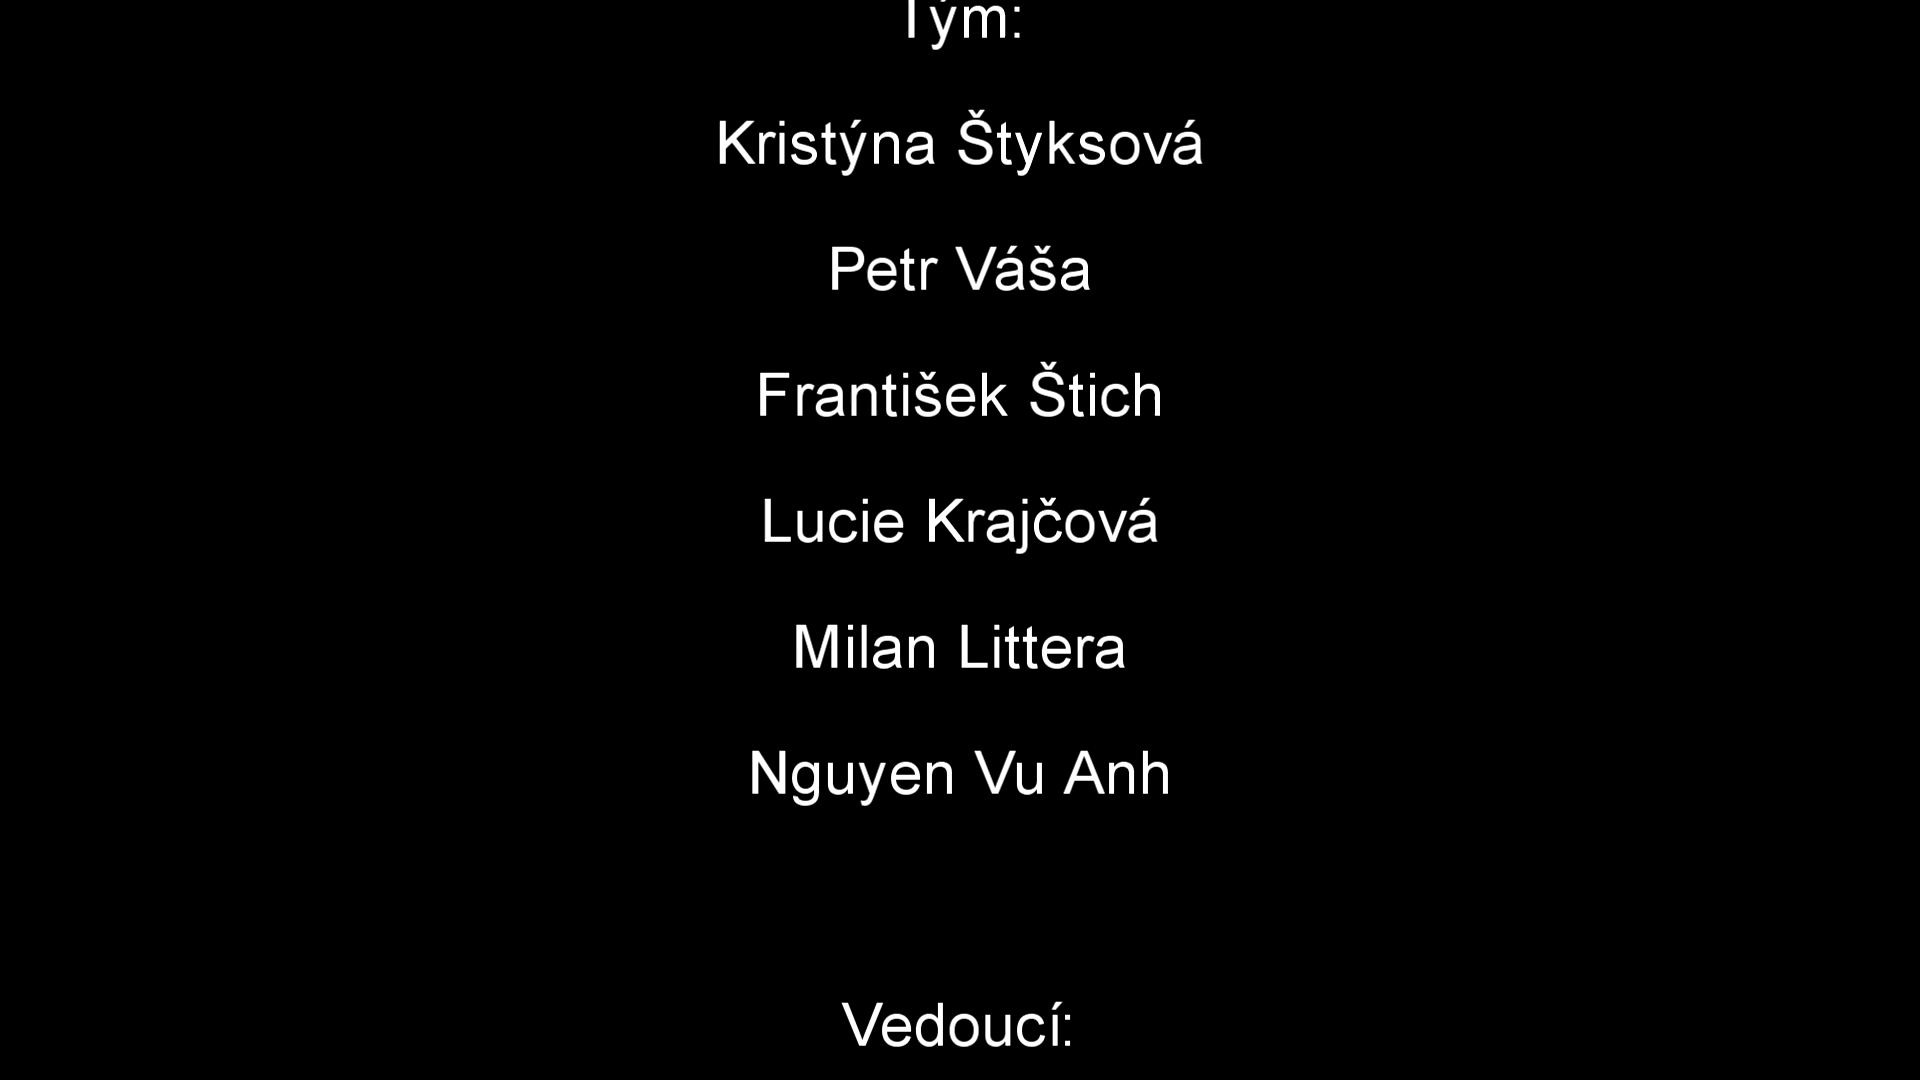 Tým:
Kristýna Štyksová
Petr Váša
František Štich
Lucie Krajčová
Milan Littera
Nguyen Vu Anh
Vedoucí: